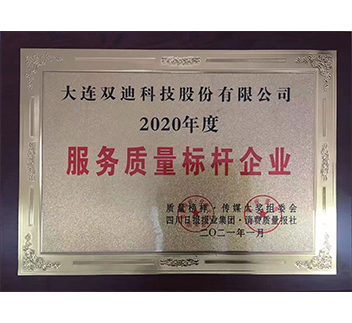 大连双迪科技股份有限公司
2020年度
服务质量标杆企业
质量榜样·传媒大奖组委会
四川日报报业集团·消费质量报社
二〇二一年一月